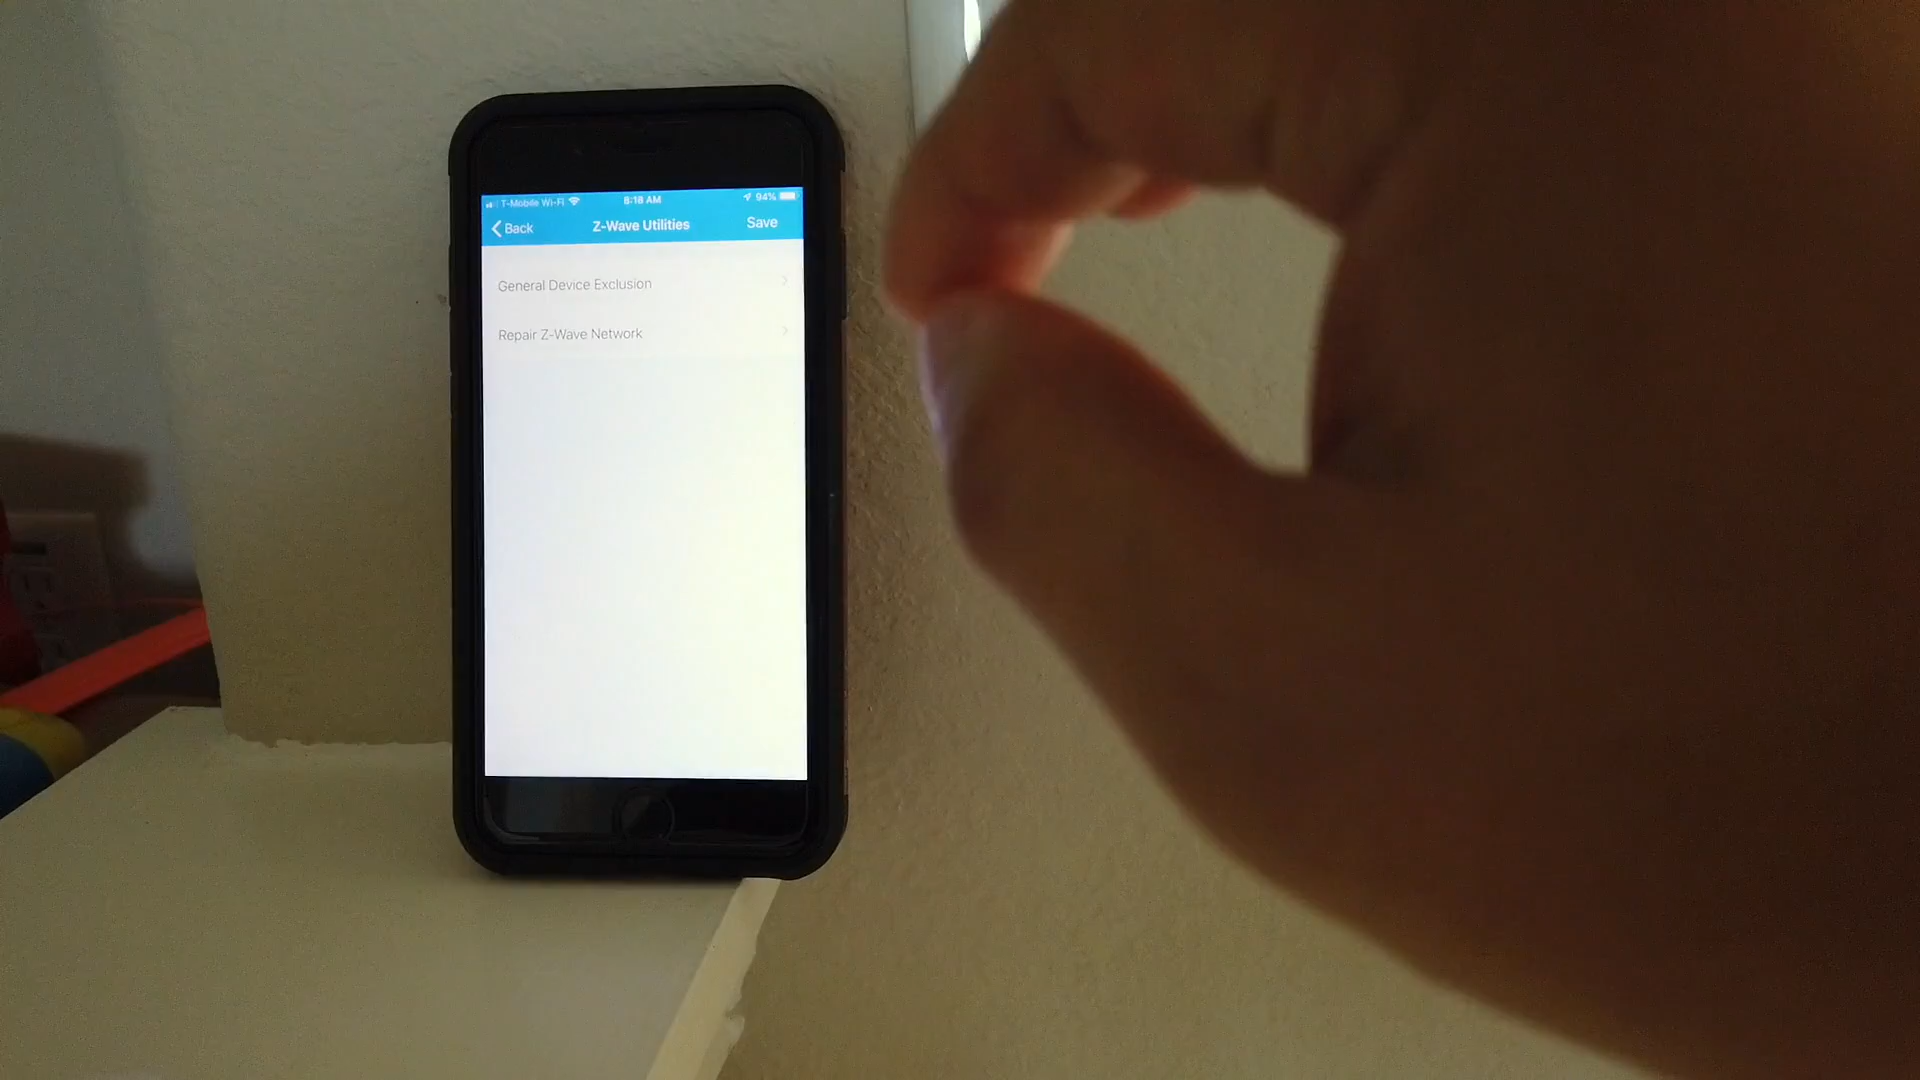 T-Mobile Wi-Fi 8:18 AM 94%
Back Z-Wave Utilities Save
General Device Exclusion
Repair Z-Wave Network